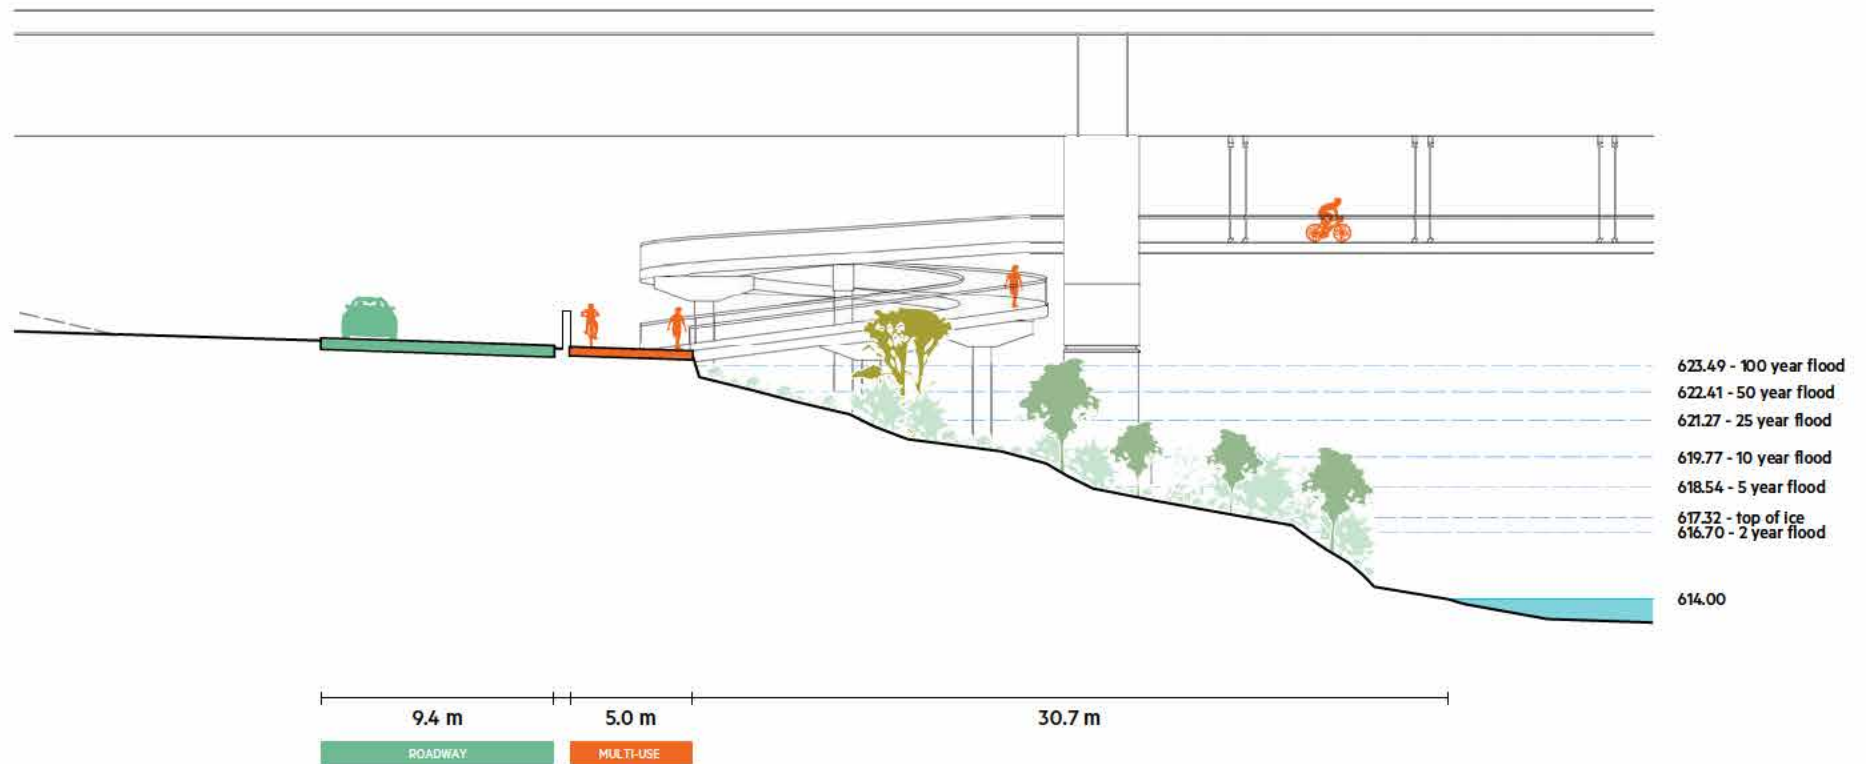 623.49 - 100 year flood
622.41 - 50 year flood
621.27 - 25 year flood
619.77 - 10 year flood
618.54 - 5 year flood
617.32 - top of ice
616.70 - 2 year flood
614.00
9.4 m
5.0 m
30.7 m
ROADWAY
MULTI-USE